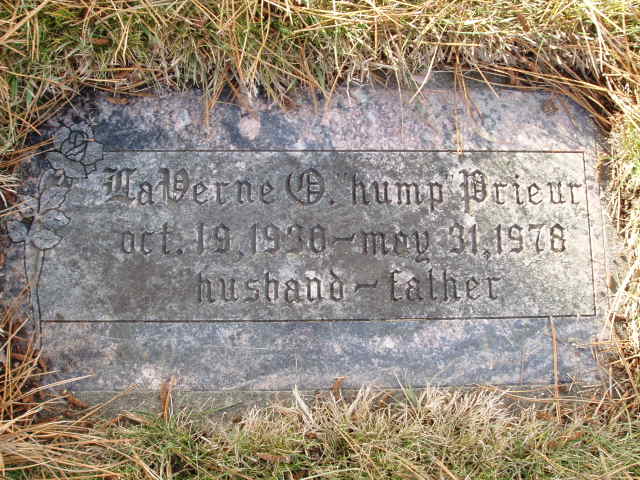 LaVerne O. "hump" Prieur
oct. 19, 1930 ~ may 31, 1978
husband ~ father